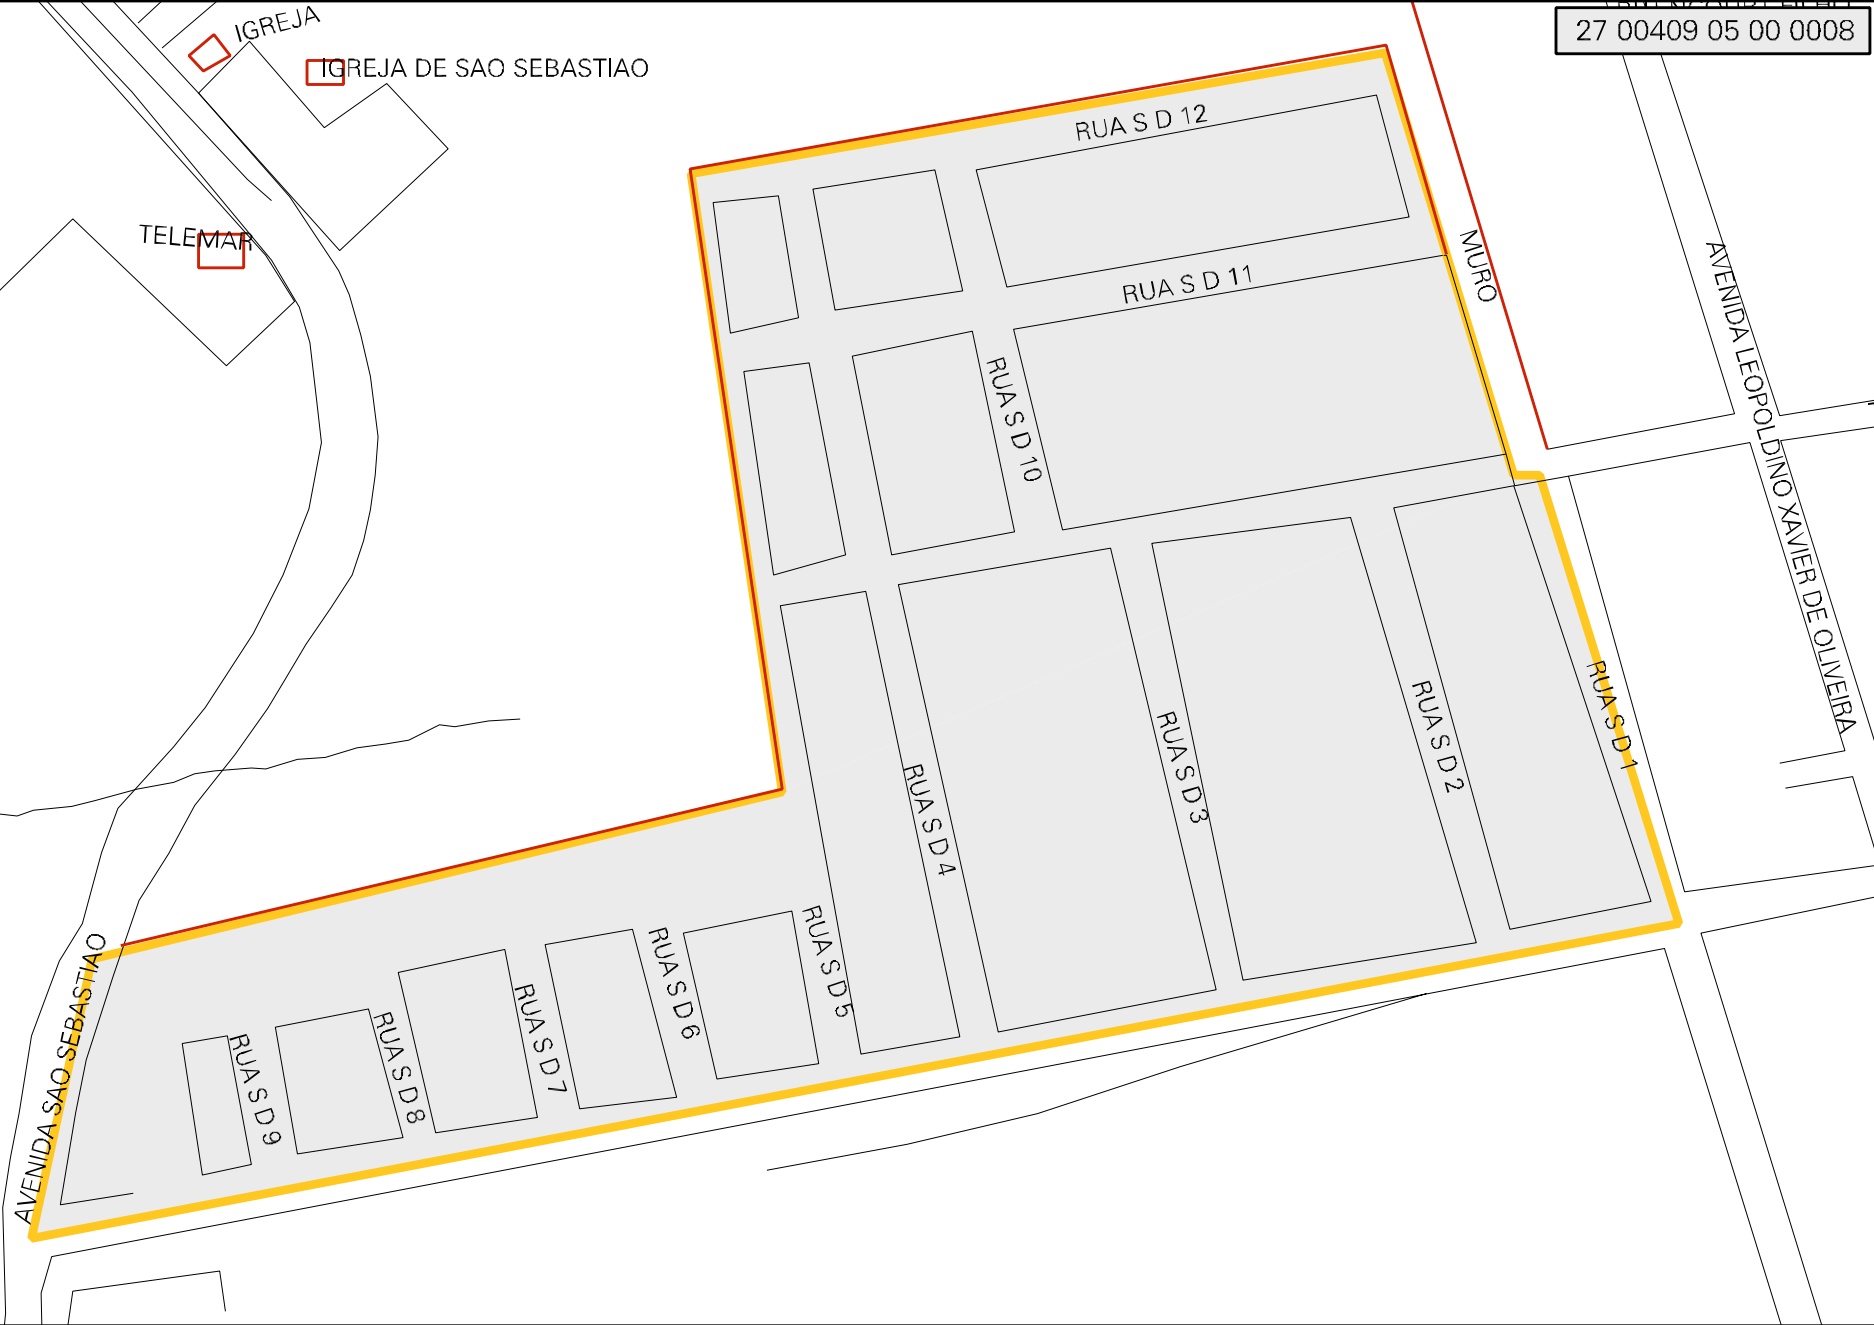 27 00409 05 00 0008
IGREJA
IGREJA DE SAO SEBASTIAO
RUA S D 12
TELEMAR
MURO
RUA S D 11
AVENIDA LEOPOLDINO XAVIER DE OLIVEIRA
RUA S D 10
RUA S D 1
RUA S D 2
RUA S D 3
RUA S D 4
RUA S D 5
RUA S D 6
RUA S D 7
RUA S D 8
RUA S D 9
AVENIDA SAO SEBASTIAO